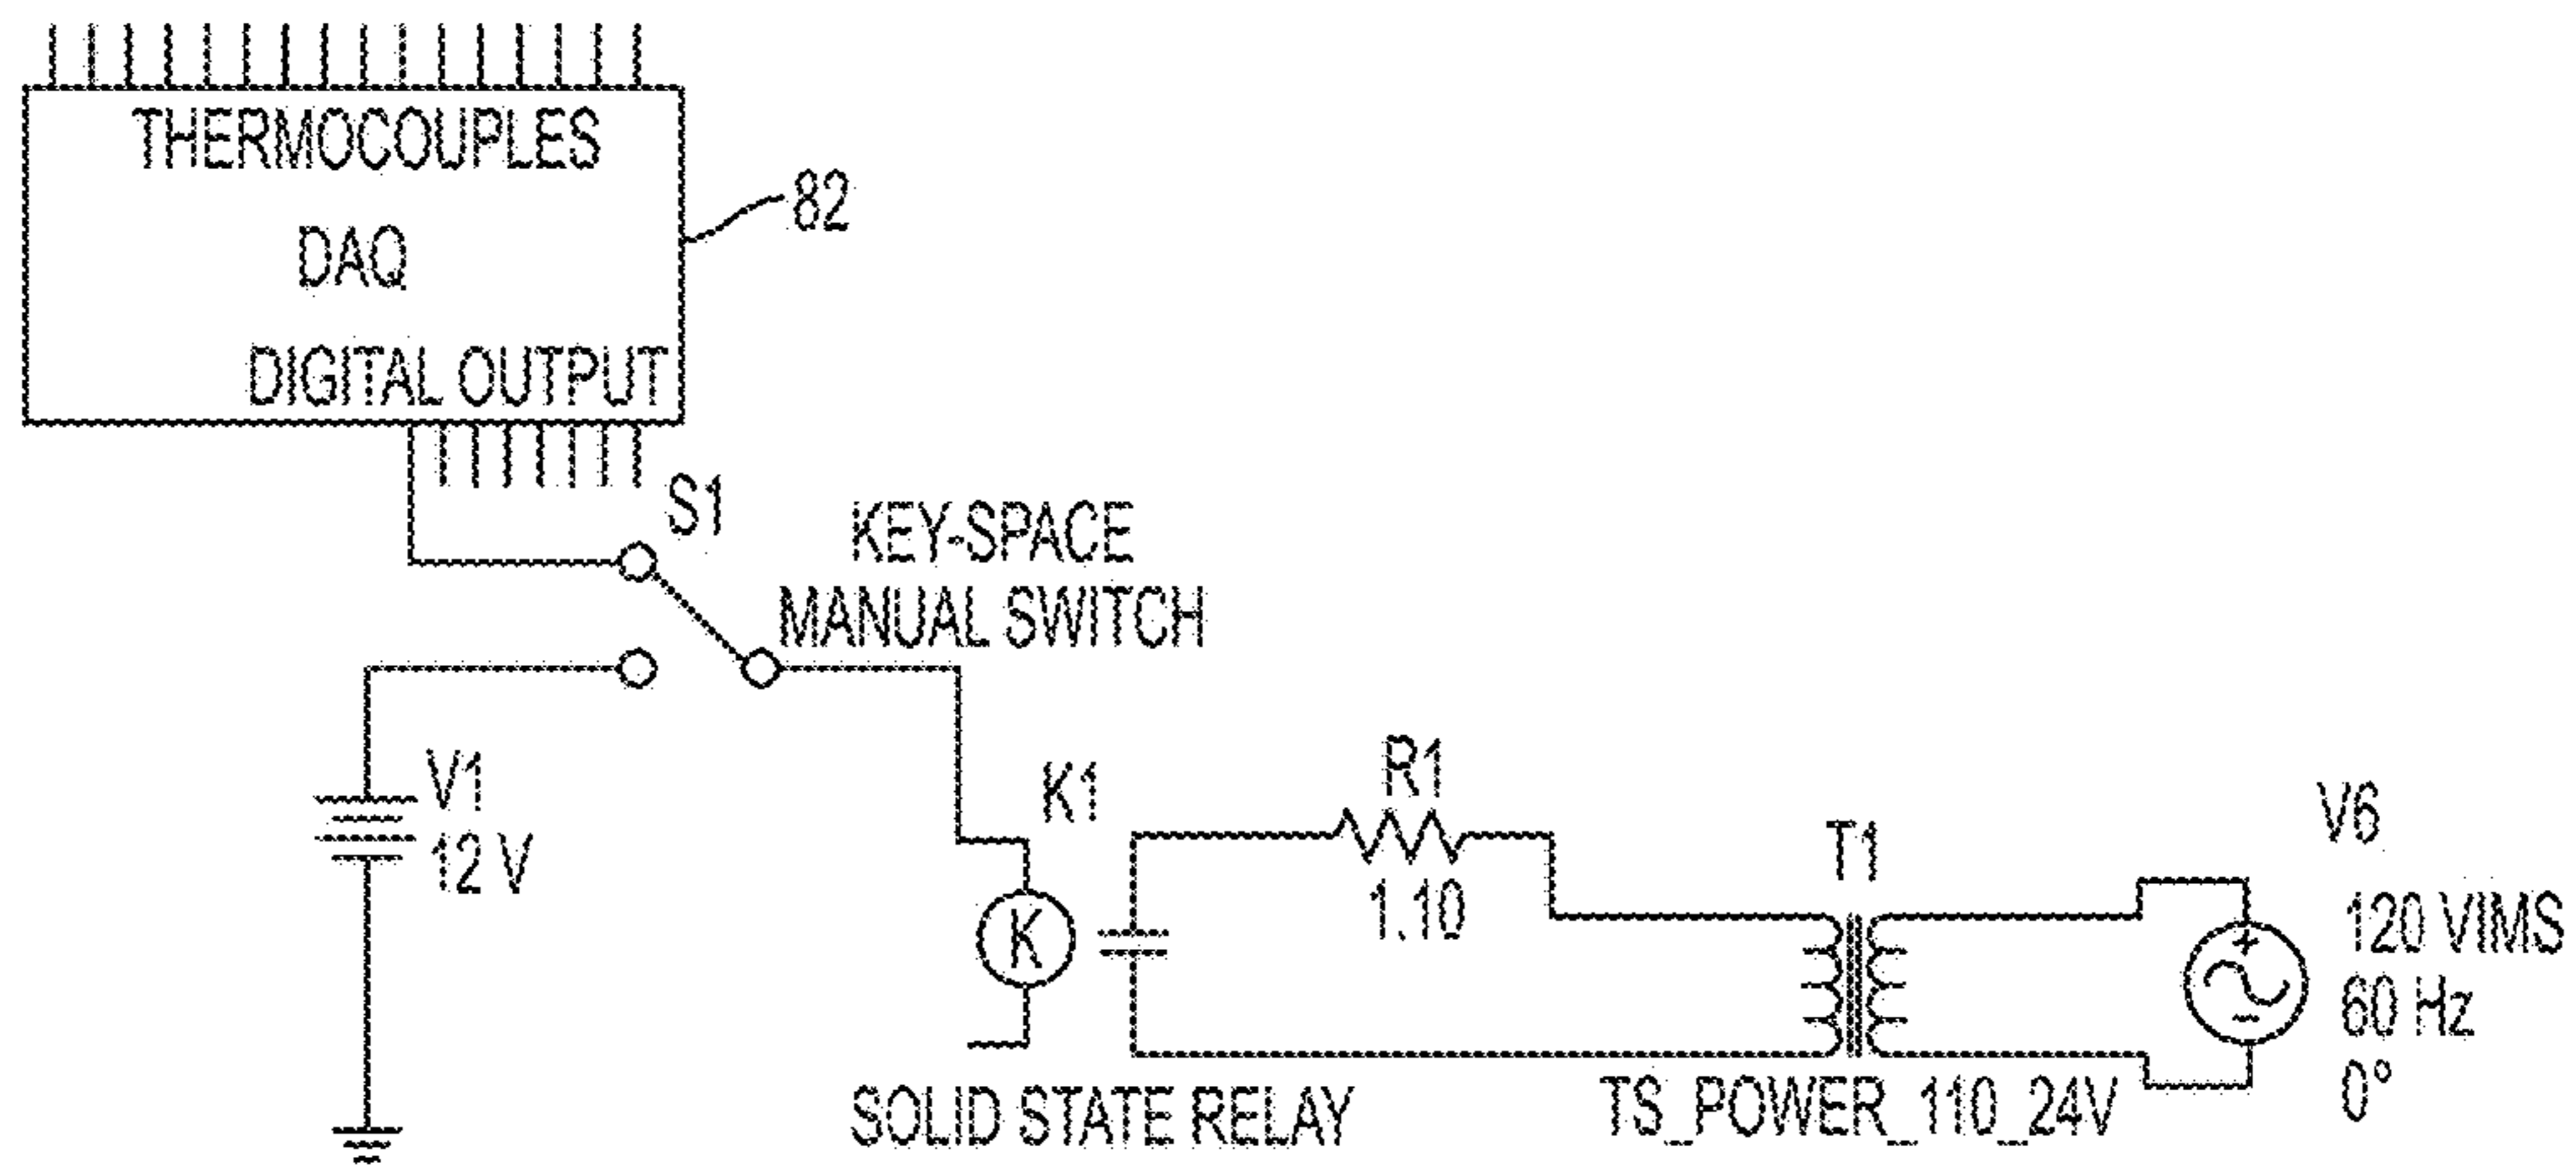 THERMOCOUPLES
DAQ
82
DIGITAL OUTPUT
S1
KEY-SPACE
MANUAL SWITCH
V1
12 V
K1
K
SOLID STATE RELAY
R1
1.10
T1
TS_POWER_110_24V
V6
120 VIMS
60 Hz
0°